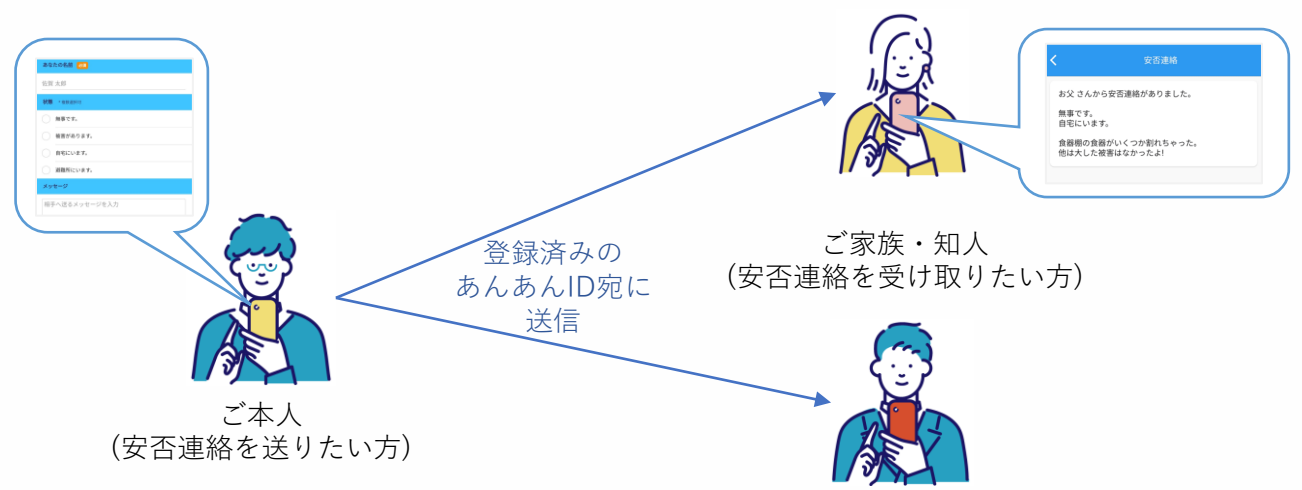 あなたの名前 必須
佐賀 太郎
状態
無事です。
被害があります。
自宅にいます。
避難所にいます。
メッセージ
相手へ送るメッセージを入力
安否連絡
お父 さんから安否連絡がありました。
無事です。
自宅にいます。
食器棚の食器がいくつか割れちゃった。
他は大した被害はなかったよ!
登録済みの
あんあんID宛に
送信
ご家族・知人
(安否連絡を受け取りたい方)
ご本人
(安否連絡を送りたい方)